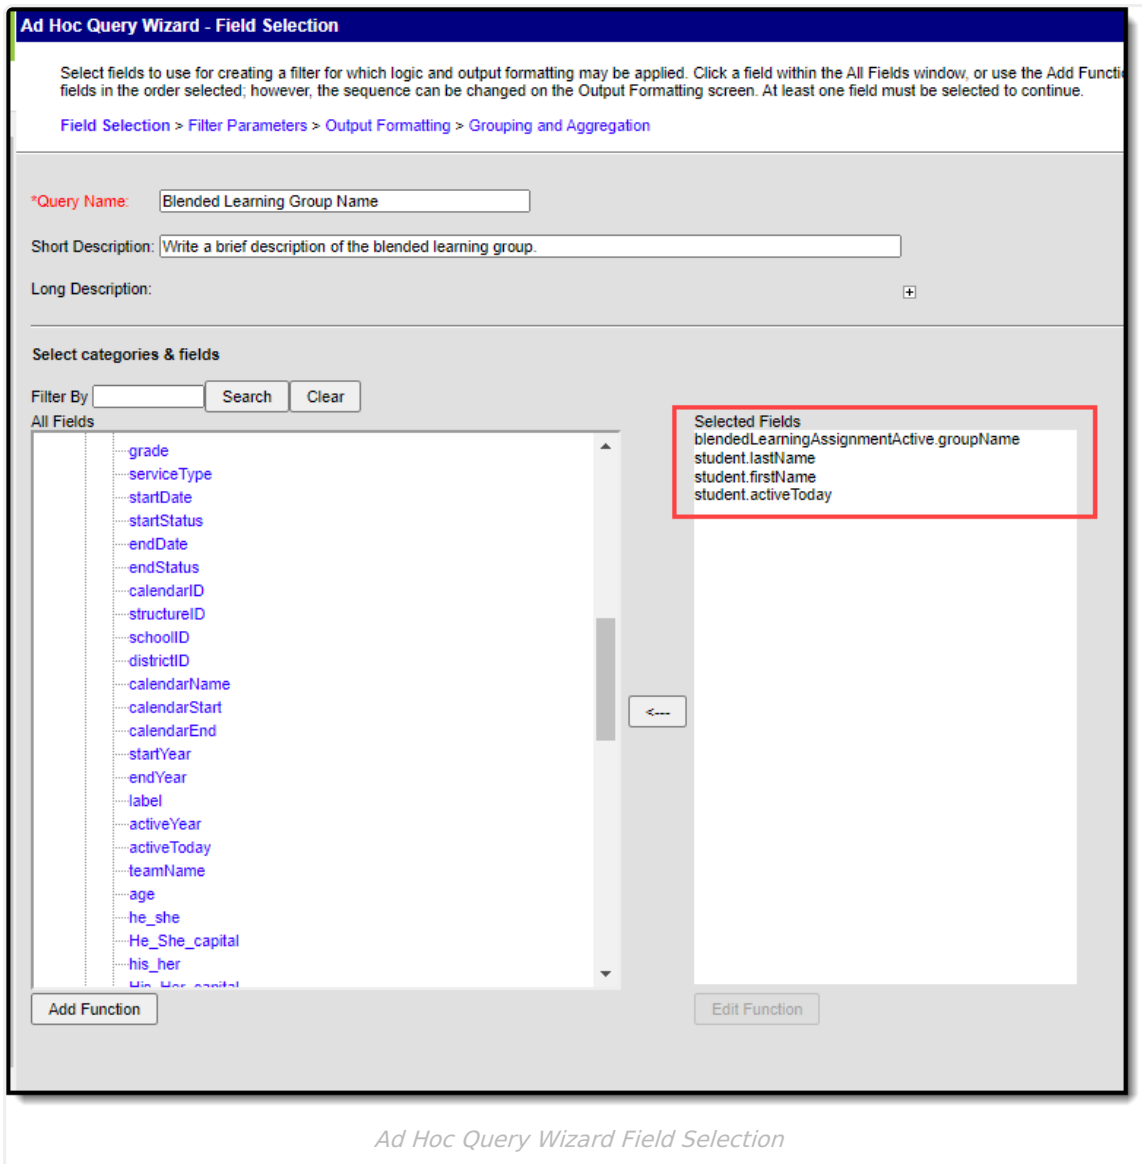 Ad Hoc Query Wizard - Field Selection
Select fields to use for creating a filter for which logic and output formatting may be applied. Click a field within the All Fields window, or use the Add Functi
fields in the order selected; however, the sequence can be changed on the Output Formatting screen. At least one field must be selected to continue.
Field Selection > Filter Parameters > Output Formatting > Grouping and Aggregation
*Query Name: Blended Learning Group Name
Short Description: Write a brief description of the blended learning group.
Long Description:
Select categories & fields
Filter By Search Clear
All Fields
grade
serviceType
startDate
startStatus
endDate
endStatus
calendarID
structureID
schoolID
districtID
calendarName
calendarStart
calendarEnd
startYear
endYear
label
activeYear
activeToday
teamName
age
he_she
He_She_capital
his_her
His_Her_capital
Add Function
<---
Selected Fields
blendedLearningAssignmentActive.groupName
student.lastName
student.firstName
student.activeToday
Edit Function
Ad Hoc Query Wizard Field Selection